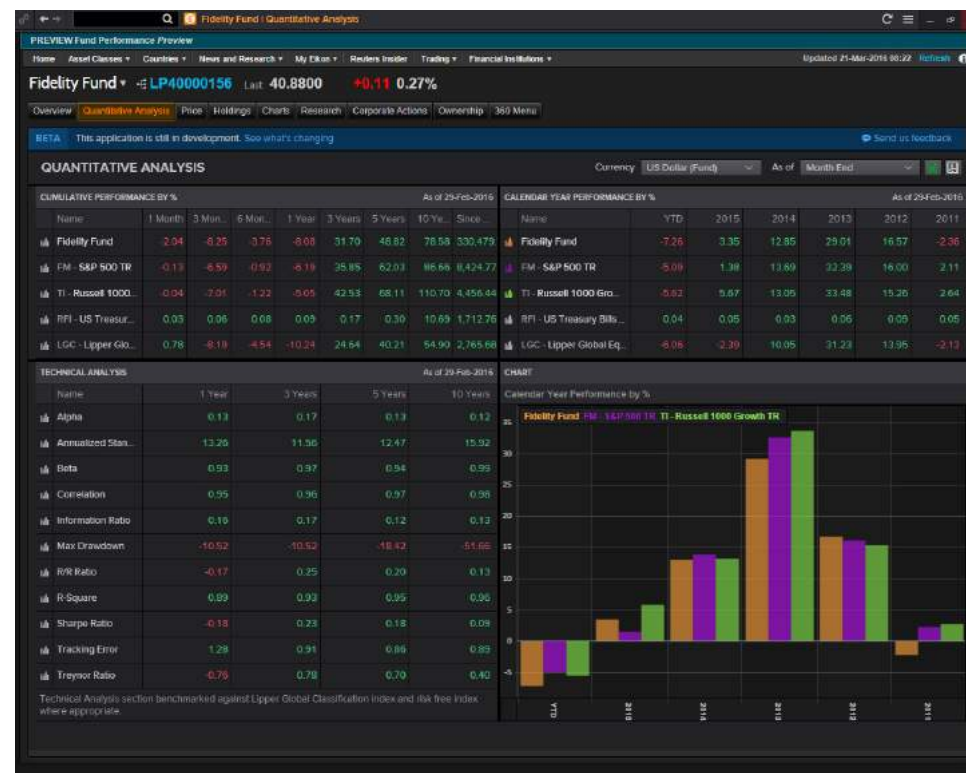 Fidelity Fund | Quantitative Analysis
PREVIEW Fund Performance Preview
Home Asset Classes Countries News and Research My Eikon Reuters Insider Trading Financial Institutions Updated 21-Mar-2016 00:22 Refresh
Fidelity Fund LP40000156 Last 40.8800 +0.11 0.27%
Overview Quantitative Analysis Price Holdings Charts Research Corporate Actions Ownership 360 Menu
BETA This application is still in development. See what's changing Send us feedback
QUANTITATIVE ANALYSIS Currency US Dollar (Fund) As of Month End
CUMULATIVE PERFORMANCE BY % As of 29-Feb-2016
Name 1 Month 3 Mon... 6 Mon... 1 Year 3 Years 5 Years 10 Ye... Since ...
Fidelity Fund -2.04 -8.25 -3.76 -8.08 31.70 48.82 78.58 330,479
FM - S&P 500 TR -0.13 -6.59 -0.92 -6.19 35.85 62.03 86.66 8,424.77
TI - Russell 1000... -0.04 -7.01 -1.22 -5.05 42.53 68.11 110.70 4,456.44
RFI - US Treasur... 0.03 0.06 0.08 0.09 0.17 0.30 10.69 1,712.76
LGC - Lipper Glo... 0.78 -8.19 -4.54 -10.24 24.64 40.21 54.90 2,765.68
CALENDAR YEAR PERFORMANCE BY % As of 29-Feb-2016
Name YTD 2015 2014 2013 2012 2011
Fidelity Fund -7.26 3.35 12.85 29.01 16.57 -2.36
FM - S&P 500 TR -5.09 1.38 13.69 32.39 16.00 2.11
TI - Russell 1000 Gro... -5.62 5.67 13.05 33.48 15.26 2.64
RFI - US Treasury Bills ... 0.04 0.05 0.03 0.06 0.09 0.05
LGC - Lipper Global Eq... -6.06 -2.39 10.05 31.23 13.95 -2.13
TECHNICAL ANALYSIS As of 29-Feb-2016
Name 1 Year 3 Years 5 Years 10 Years
Alpha 0.13 0.17 0.13 0.12
Annualized Stan... 13.26 11.56 12.47 15.92
Beta 0.93 0.97 0.94 0.99
Correlation 0.95 0.96 0.97 0.98
Information Ratio 0.16 0.17 0.12 0.13
Max Drawdown -10.52 -10.52 -18.42 -51.66
R/R Ratio -0.17 0.25 0.20 0.13
R-Square 0.89 0.93 0.95 0.96
Sharpe Ratio -0.18 0.23 0.18 0.09
Tracking Error 1.28 0.91 0.86 0.89
Treynor Ratio -0.76 0.78 0.70 0.40
Technical Analysis section benchmarked against Lipper Global Classification index and risk free index
where appropriate.
CHART
Calendar Year Performance by %
Fidelity Fund FM - S&P 500 TR TI - Russell 1000 Growth TR
35
30
25
20
15
10
5
0
-5
YTD 2015 2014 2013 2012 2011